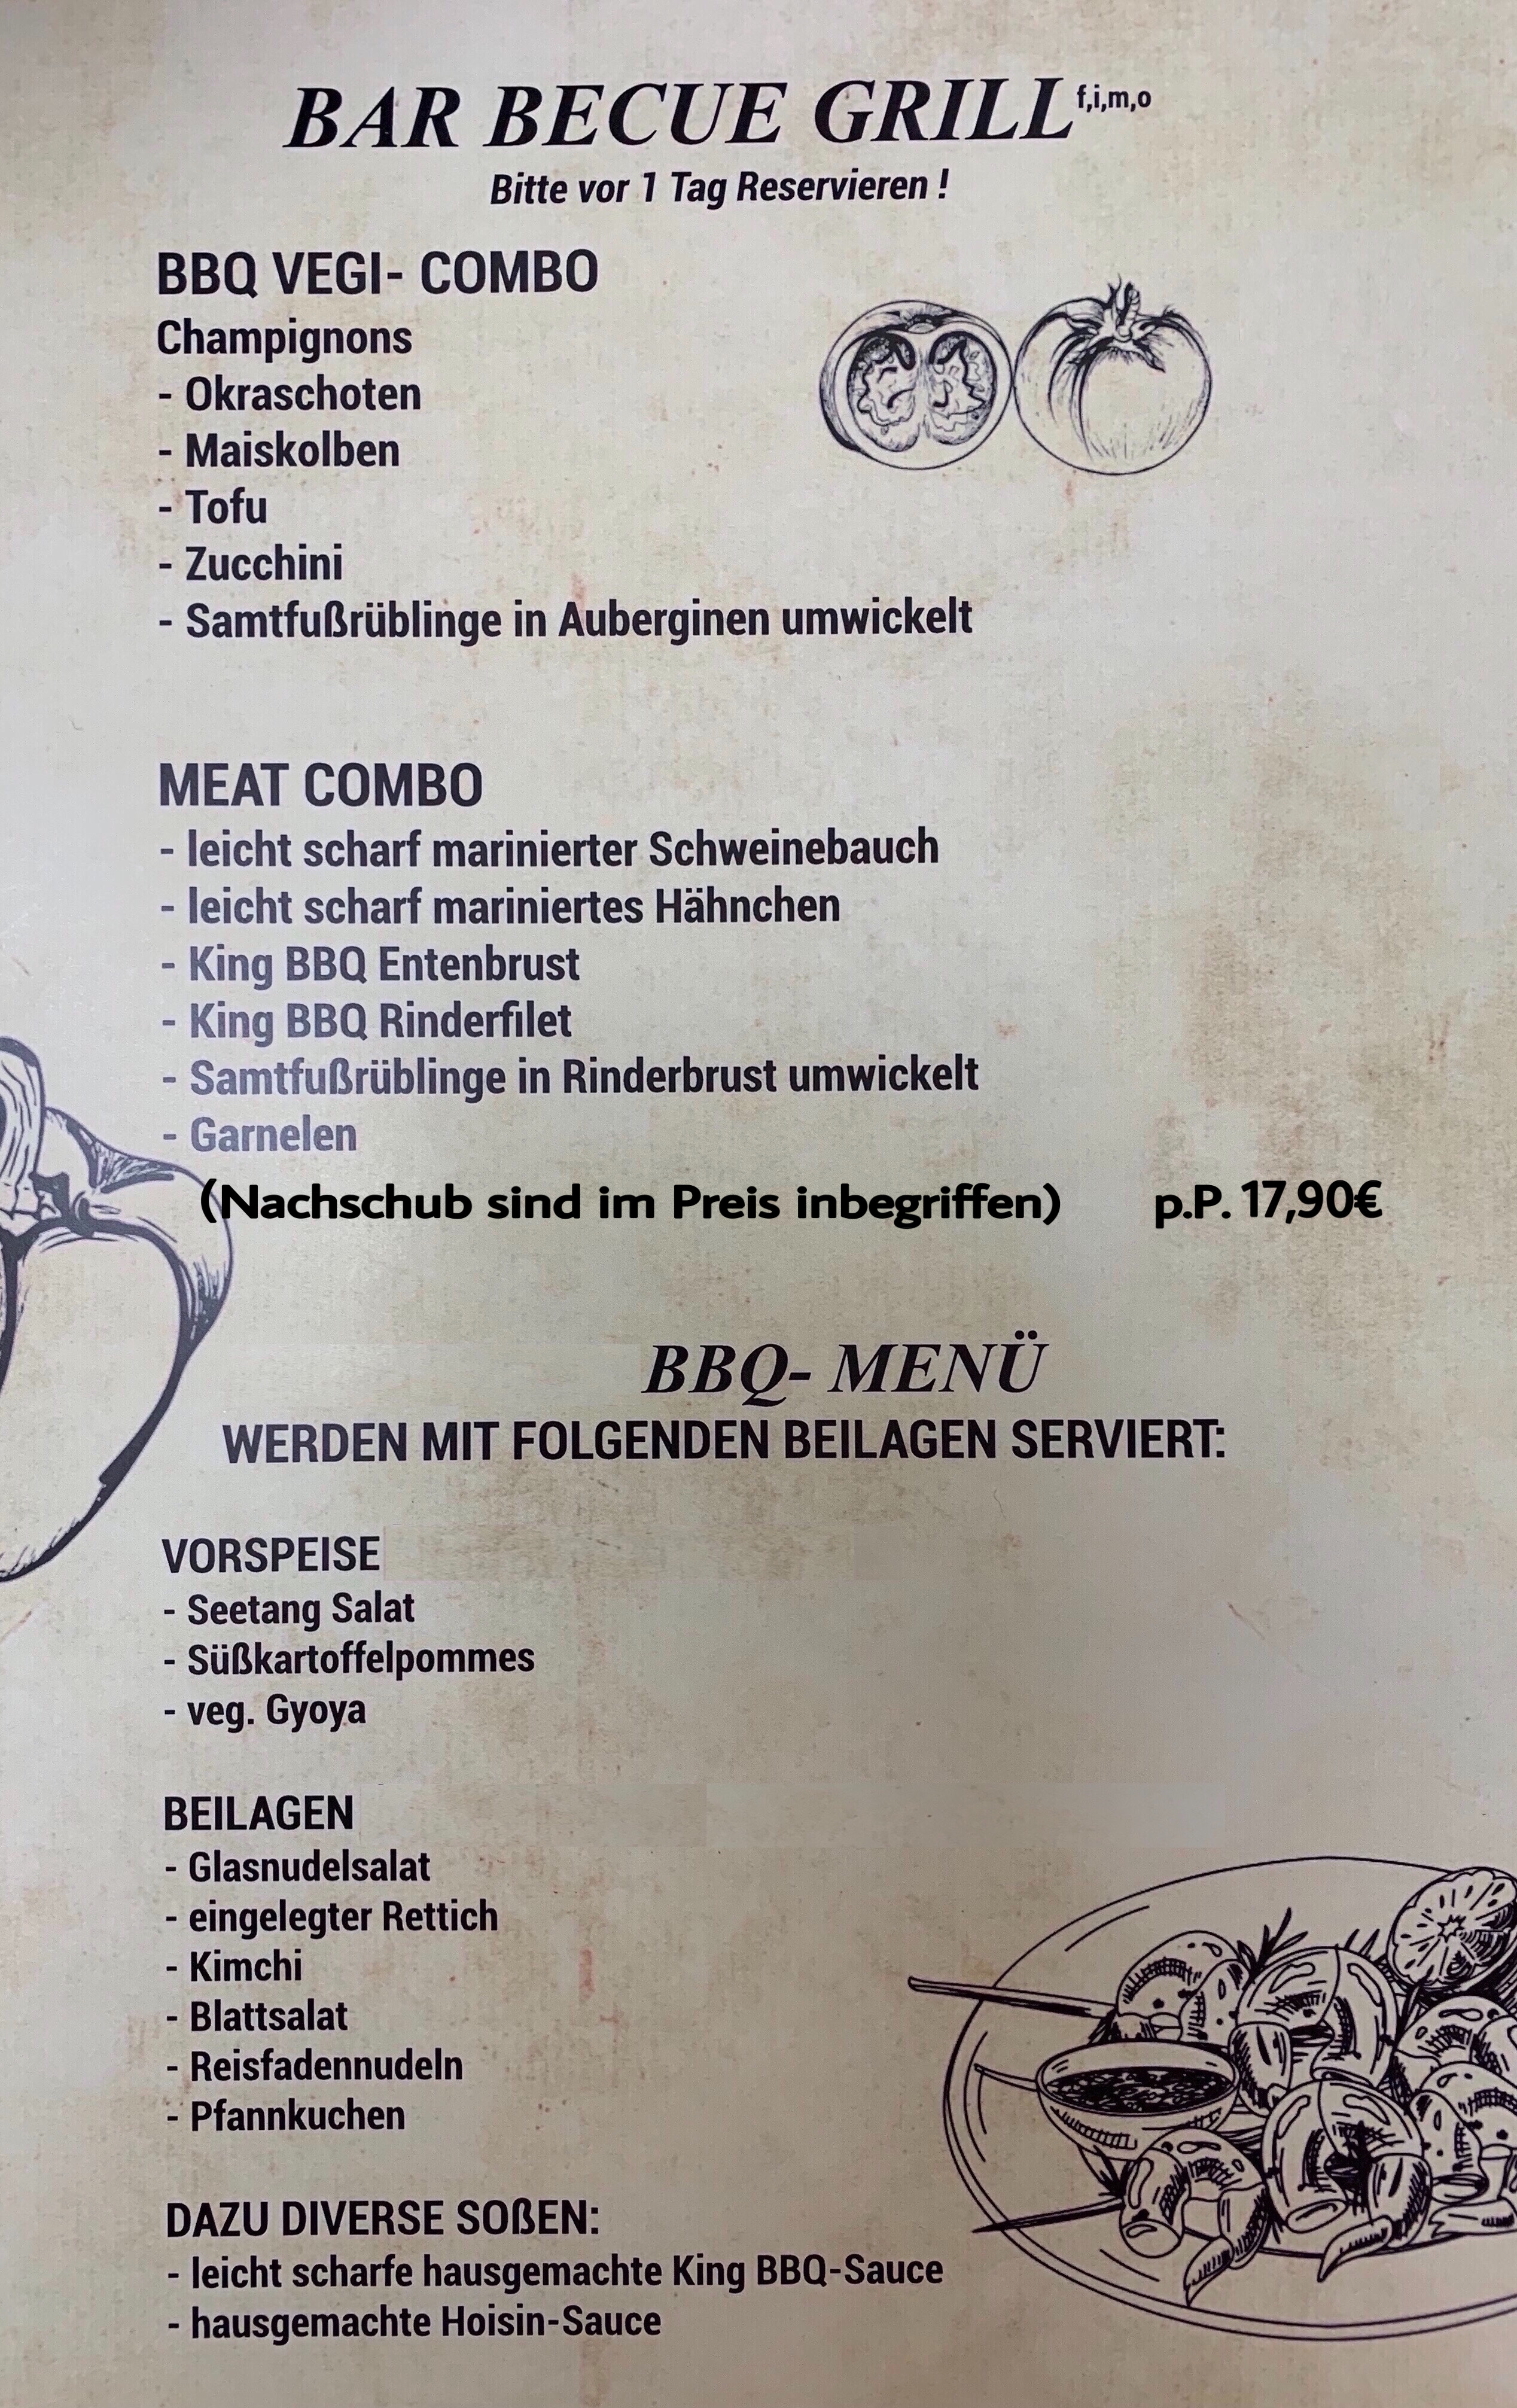 BAR BECUE GRILL f,i,m,o
Bitte vor 1 Tag Reservieren !
BBQ VEGI- COMBO
Champignons
- Okraschoten
- Maiskolben
- Tofu
- Zucchini
- Samtfußrüblinge in Auberginen umwickelt
MEAT COMBO
- leicht scharf marinierter Schweinebauch
- leicht scharf mariniertes Hähnchen
- King BBQ Entenbrust
- King BBQ Rinderfilet
- Samtfußrüblinge in Rinderbrust umwickelt
- Garnelen
(Nachschub sind im Preis inbegriffen) p.P. 17,90€
BBQ- MENÜ
WERDEN MIT FOLGENDEN BEILAGEN SERVIERT:
VORSPEISE
- Seetang Salat
- Süßkartoffelpommes
- veg. Gyoya
BEILAGEN
- Glasnudelsalat
- eingelegter Rettich
- Kimchi
- Blattsalat
- Reisfadennudeln
- Pfannkuchen
DAZU DIVERSE SOßEN:
- leicht scharfe hausgemachte King BBQ-Sauce
- hausgemachte Hoisin-Sauce